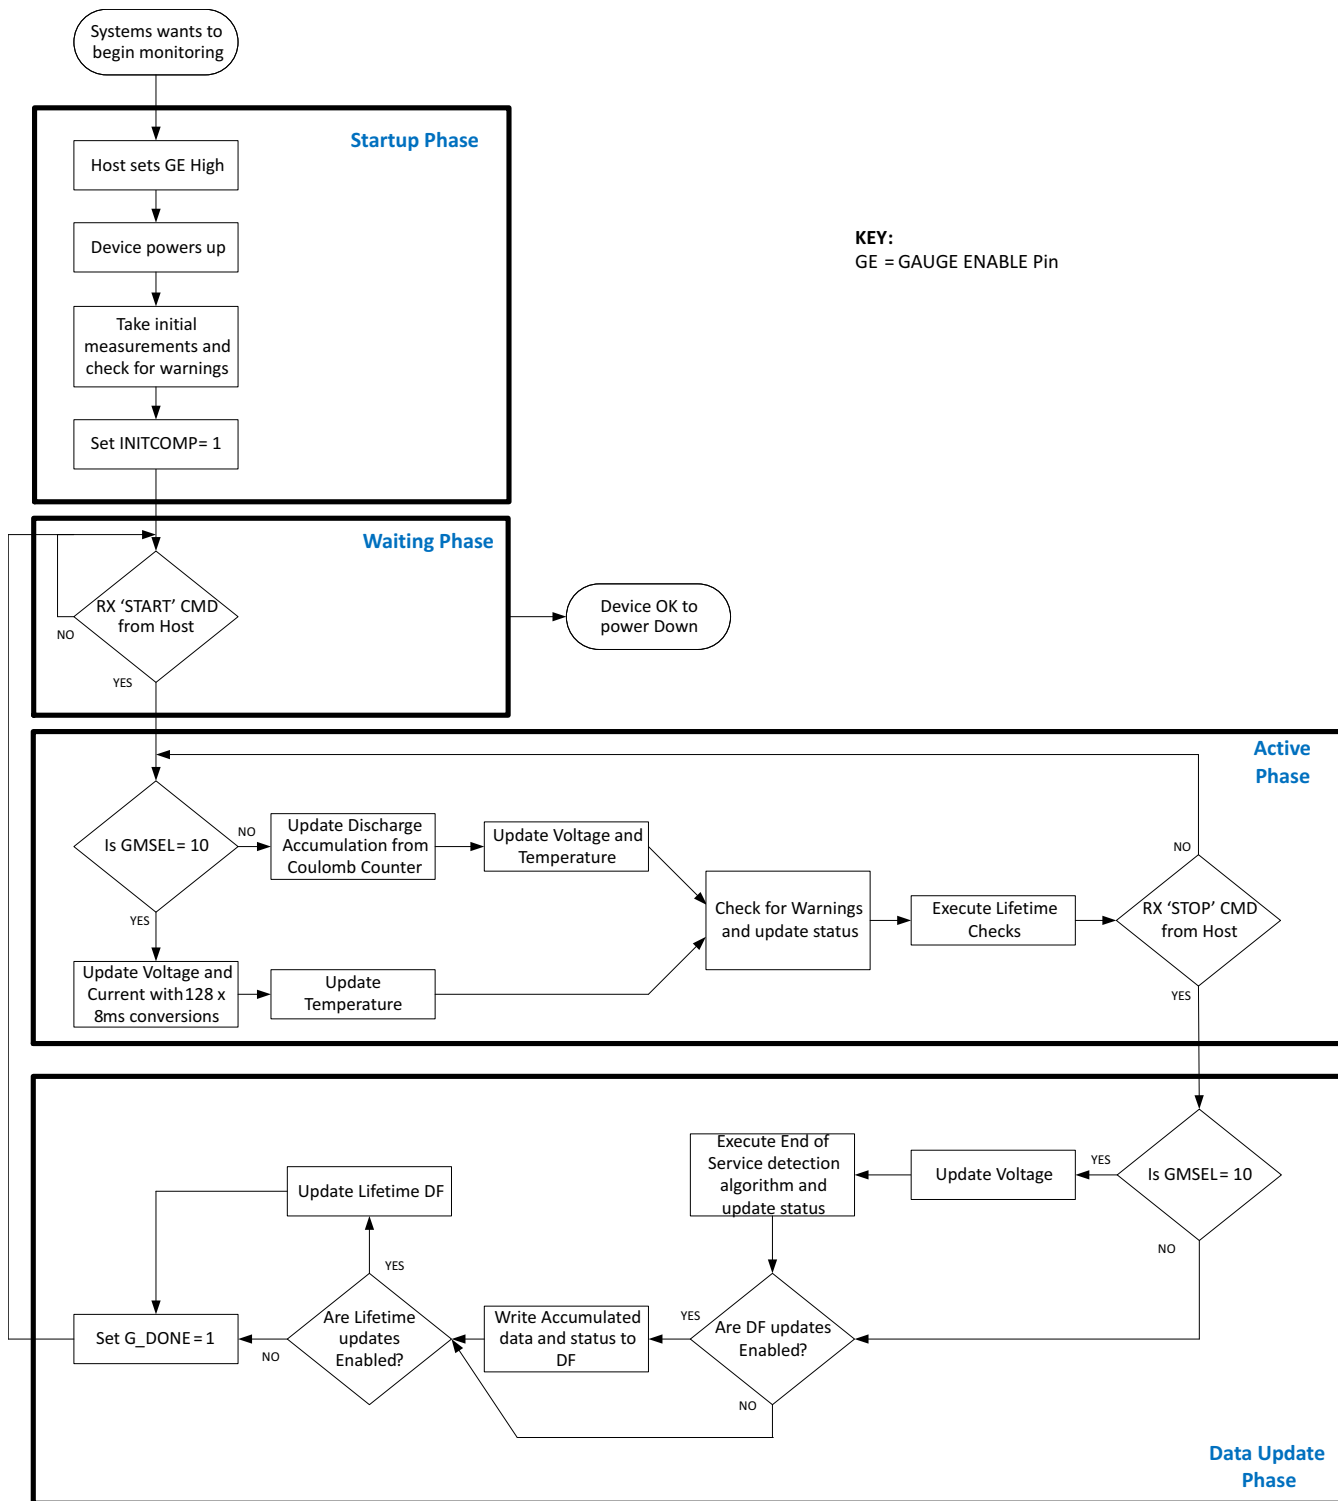 Systems wants to
begin monitoring
Startup Phase
Host sets GE High
Device powers up
KEY:
GE = GAUGE ENABLE Pin
Take initial
measurements and
check for warnings
Set INITCOMP= 1
Waiting Phase
RX ‘START’ CMD
from Host
NO
YES
Device OK to
power Down
Active
Phase
Is GMSEL= 10
NO
YES
Update Discharge
Accumulation from
Coulomb Counter
Update Voltage and
Temperature
Update Voltage and
Current with128 x
8ms conversions
Update
Temperature
Check for Warnings
and update status
Execute Lifetime
Checks
NO
RX ‘STOP’ CMD
from Host
YES
Is GMSEL= 10
YES
NO
Update Voltage
Execute End of
Service detection
algorithm and
update status
Are DF updates
Enabled?
YES
NO
Write Accumulated
data and status to
DF
Are Lifetime
updates
Enabled?
YES
NO
Update Lifetime DF
Set G_DONE= 1
Data Update
Phase